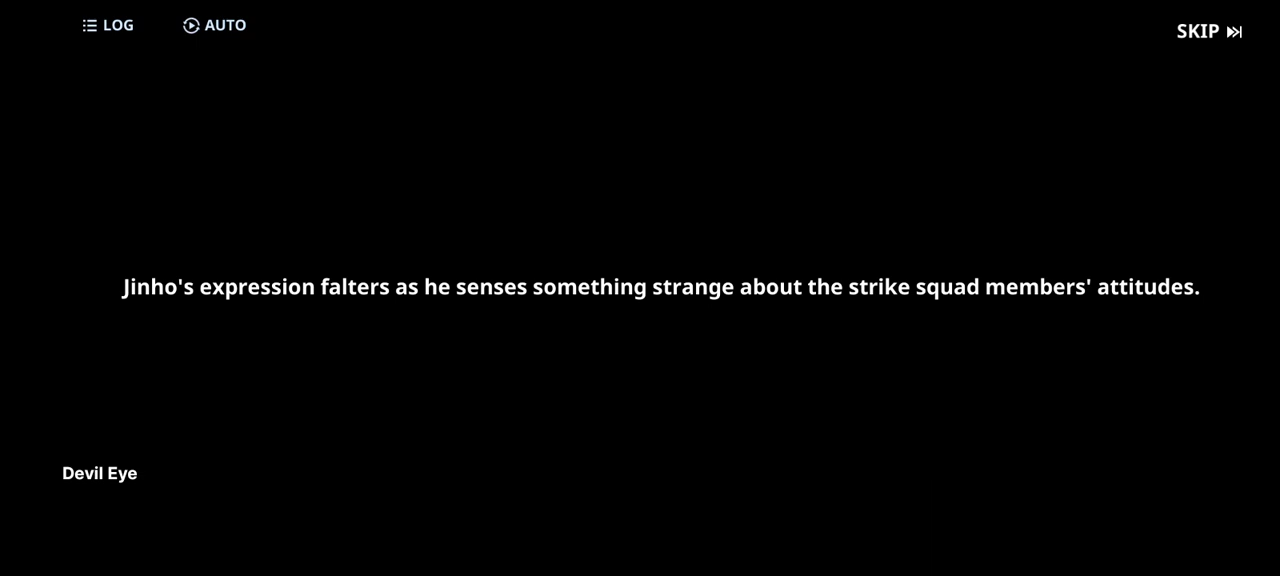 LOG
AUTO
SKIP
Jinho's expression falters as he senses something strange about the strike squad members' attitudes.
Devil Eye